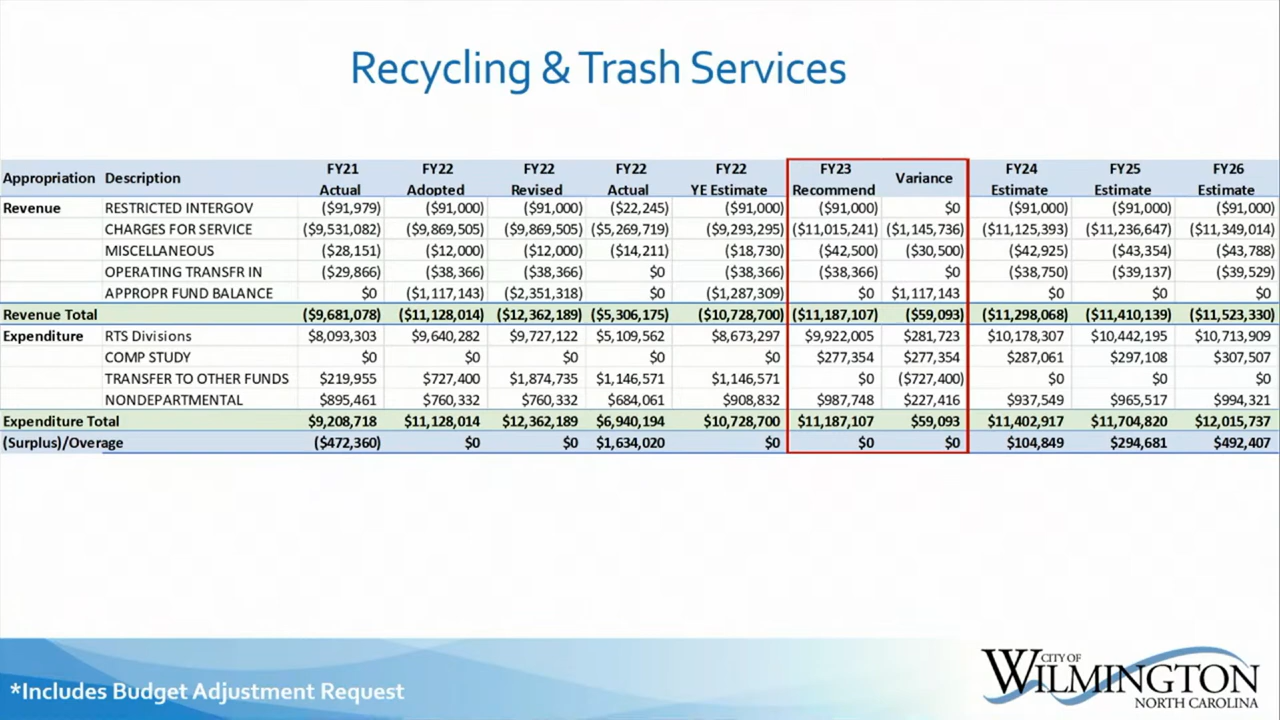 Recycling & Trash Services
Appropriation Description FY21 Actual FY22 Adopted FY22 Revised FY22 Actual FY22 YE Estimate FY23 Recommend Variance FY24 Estimate FY25 Estimate FY26 Estimate
Revenue RESTRICTED INTERGOV ($91,979) ($91,000) ($91,000) ($22,245) ($91,000) ($91,000) $0 ($91,000) ($91,000) ($91,000)
CHARGES FOR SERVICE ($9,531,082) ($9,869,505) ($9,869,505) ($5,269,719) ($9,293,295) ($11,015,241) ($1,145,736) ($11,125,393) ($11,236,647) ($11,349,014)
MISCELLANEOUS ($28,151) ($12,000) ($12,000) ($14,211) ($18,730) ($42,500) ($30,500) ($42,925) ($43,354) ($43,788)
OPERATING TRANSFR IN ($29,866) ($38,366) ($38,366) $0 ($38,366) ($38,366) $0 ($38,750) ($39,137) ($39,529)
APPROPR FUND BALANCE $0 ($1,117,143) ($2,351,318) $0 ($1,287,309) $0 $1,117,143 $0 $0 $0
Revenue Total ($9,681,078) ($11,128,014) ($12,362,189) ($5,306,175) ($10,728,700) ($11,187,107) ($59,093) ($11,298,068) ($11,410,139) ($11,523,330)
Expenditure RTS Divisions $8,093,303 $9,640,282 $9,727,122 $5,109,562 $8,673,297 $9,922,005 $281,723 $10,178,307 $10,442,195 $10,713,909
COMP STUDY $0 $0 $0 $0 $0 $277,354 $277,354 $287,061 $297,108 $307,507
TRANSFER TO OTHER FUNDS $219,955 $727,400 $1,874,735 $1,146,571 $1,146,571 $0 ($727,400) $0 $0 $0
NONDEPARTMENTAL $895,461 $760,332 $760,332 $684,061 $908,832 $987,748 $227,416 $937,549 $965,517 $994,321
Expenditure Total $9,208,718 $11,128,014 $12,362,189 $6,940,194 $10,728,700 $11,187,107 $59,093 $11,402,917 $11,704,820 $12,015,737
(Surplus)/Overage ($472,360) $0 $0 $1,634,020 $0 $0 $0 $104,849 $294,681 $492,407
*Includes Budget Adjustment Request
CITY OF
WILMINGTON
NORTH CAROLINA